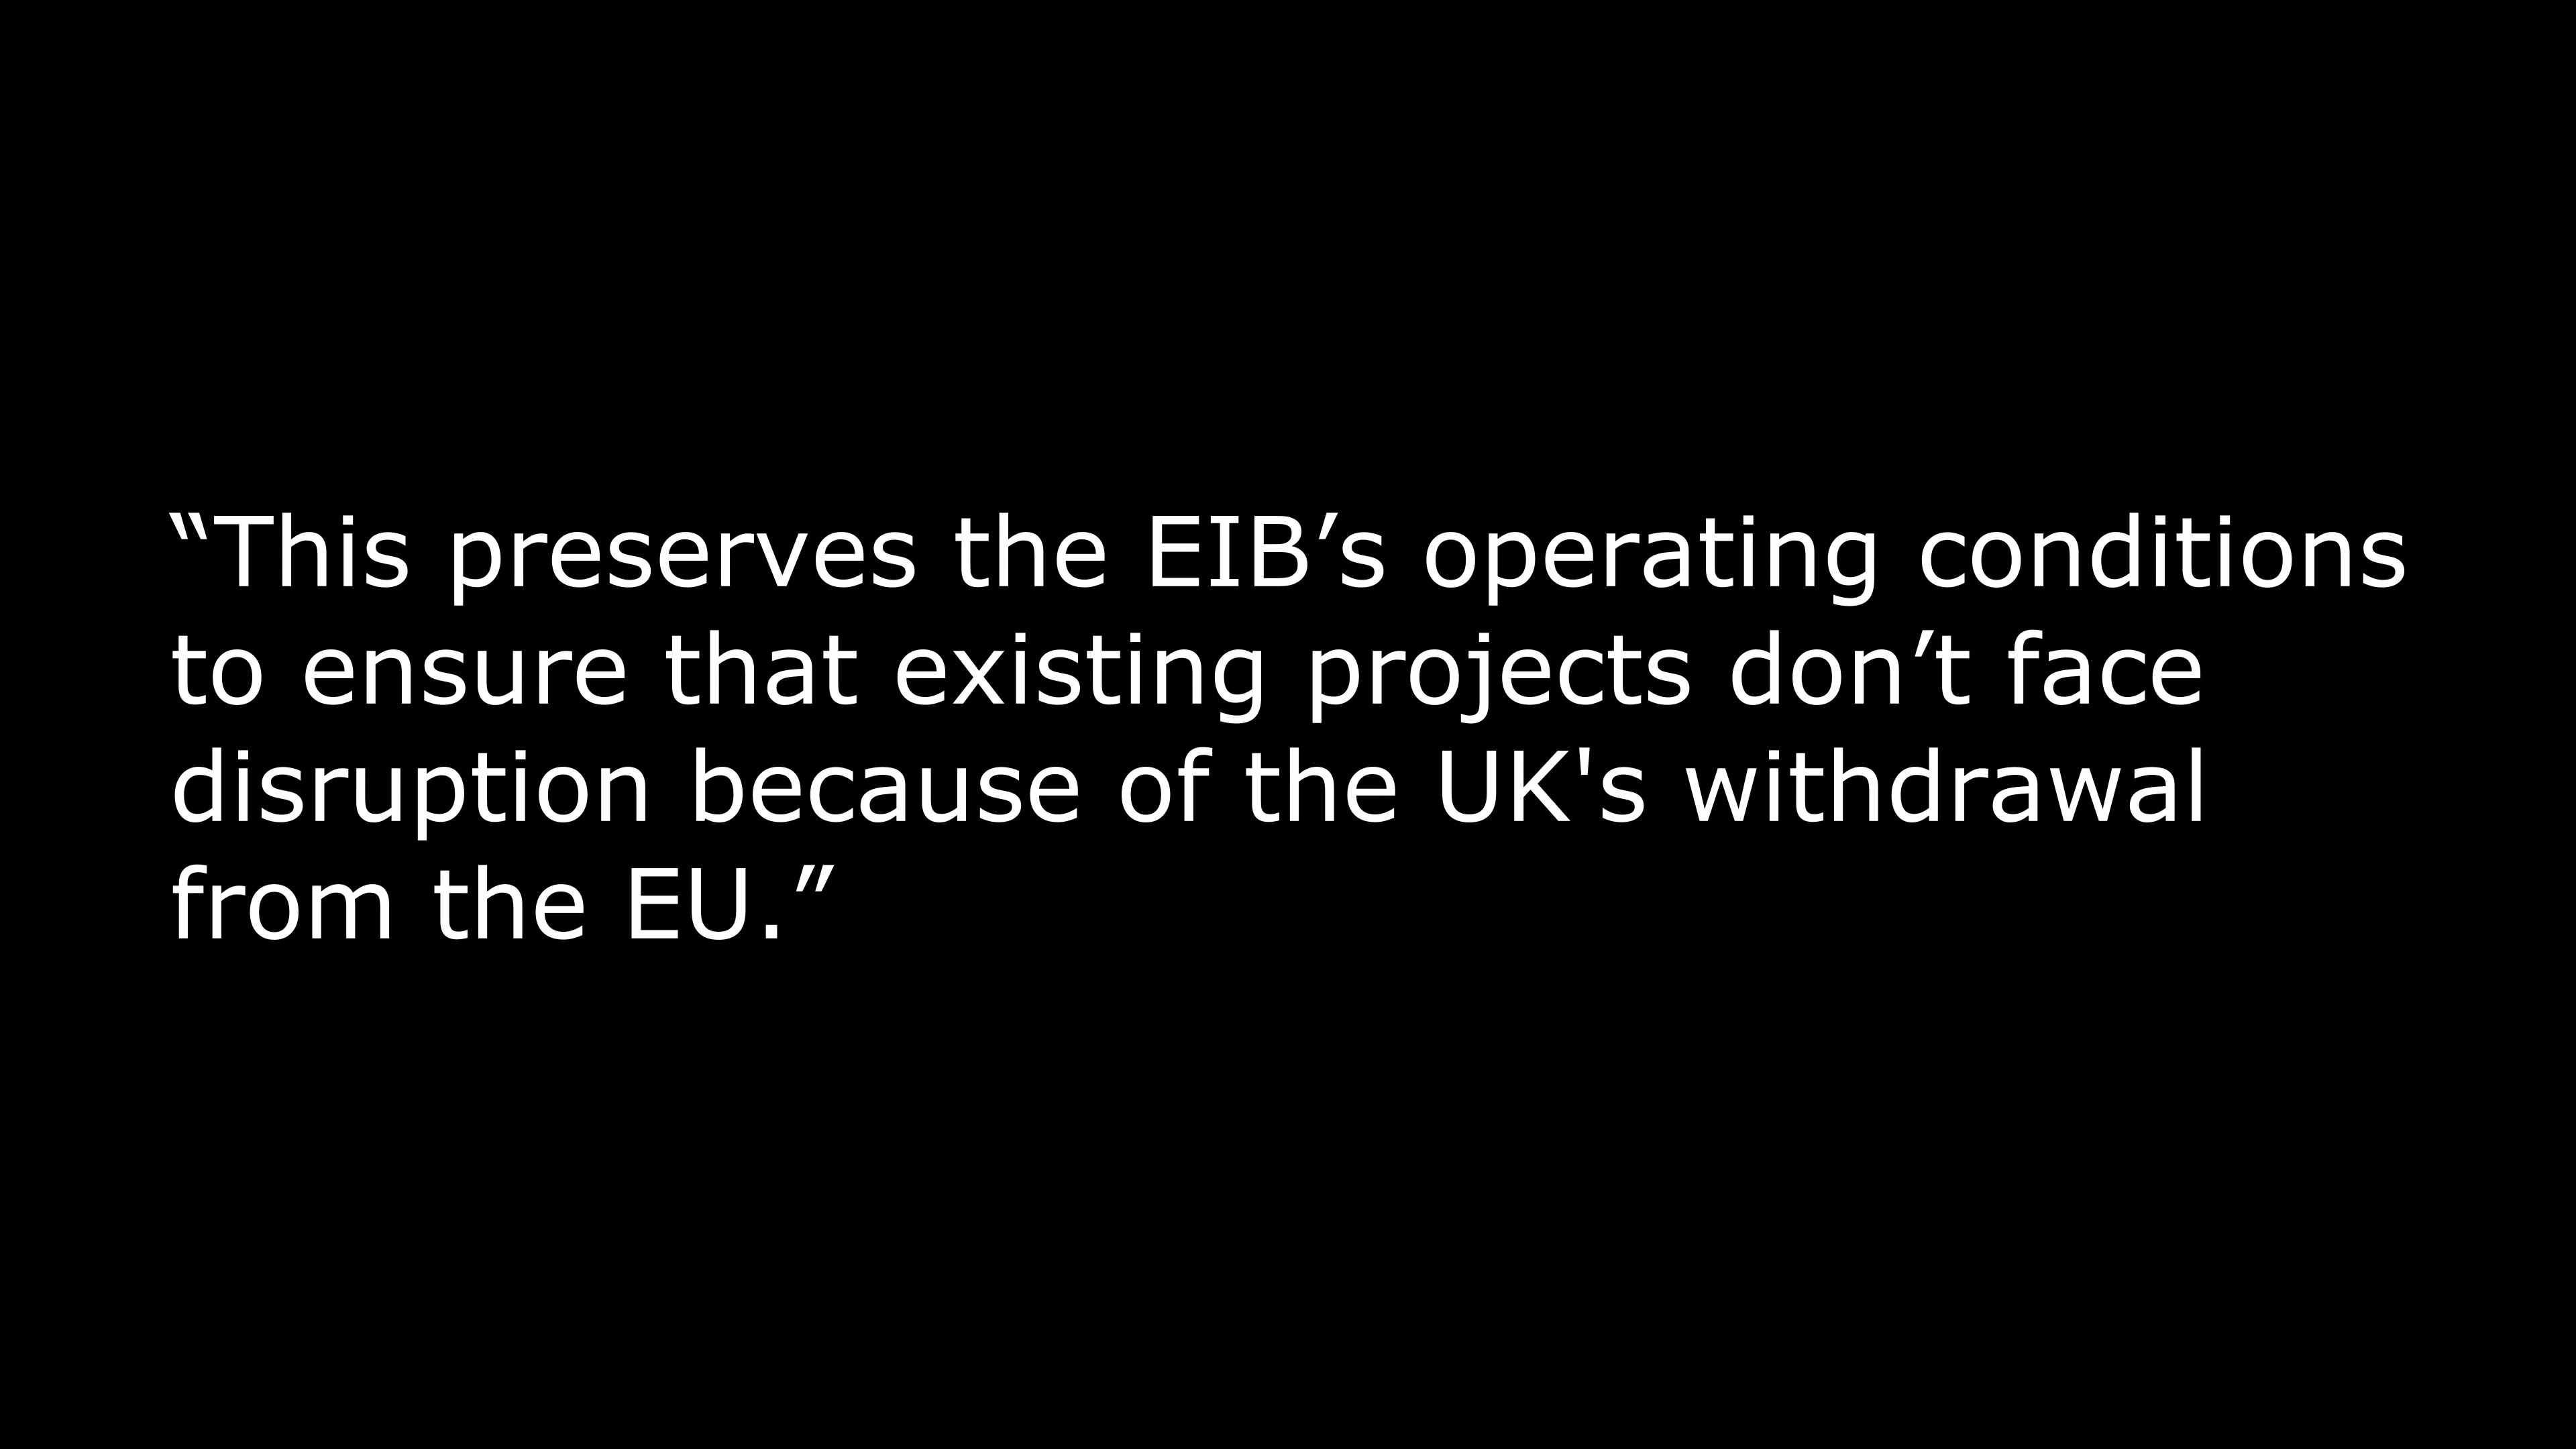 “This preserves the EIB’s operating conditions
to ensure that existing projects don’t face
disruption because of the UK's withdrawal
from the EU.”